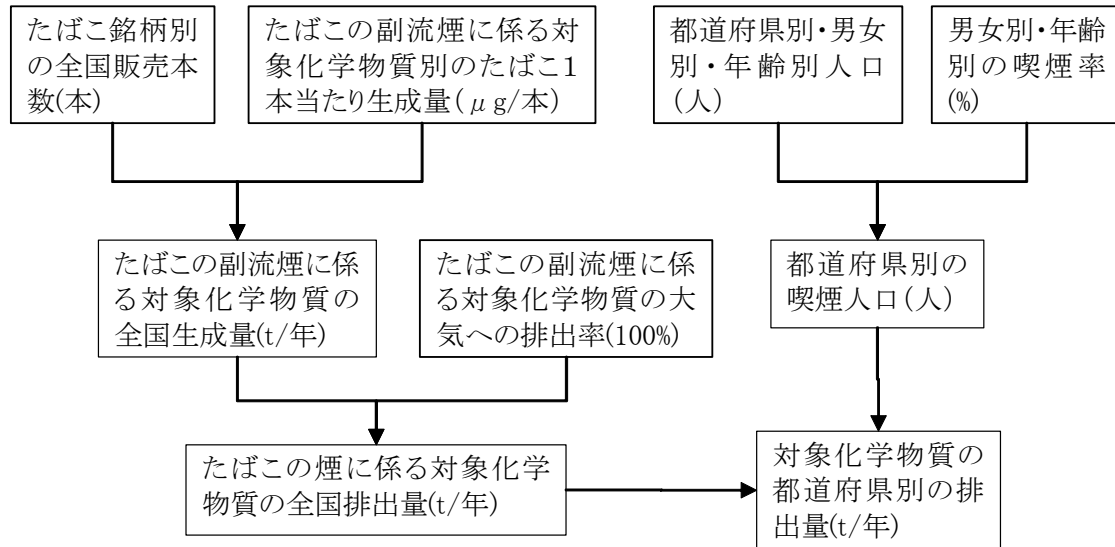 たばこ銘柄別
の全国販売本
数(本)
たばこの副流煙に係る対
象化学物質別のたばこ1
本当たり生成量(μg/本)
都道府県別・男女
別・年齢別人口
(人)
男女別・年齢
別の喫煙率
(%)
たばこの副流煙に係
る対象化学物質の
全国生成量(t/年)
たばこの副流煙に係
る対象化学物質の大
気への排出率(100%)
都道府県別の
喫煙人口(人)
たばこの煙に係る対象化学
物質の全国排出量(t/年)
対象化学物質の
都道府県別の排
出量(t/年)